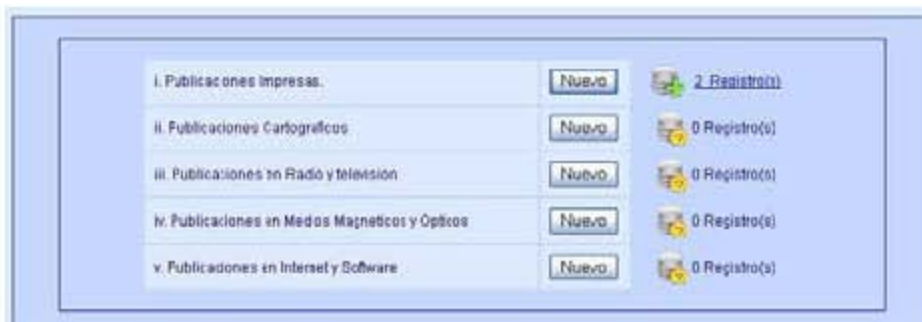 i. Publicacones Impresas. Nuevo 2 Registro(s)
ii. Publicaciones Cartograficos Nuevo 0 Registro(s)
iii. Publicaciones en Radio y television Nuevo 0 Registro(s)
iv. Publicaciones en Medios Magneticos y Opticos Nuevo 0 Registro(s)
v. Publicaciones en Internet y Software Nuevo 0 Registro(s)